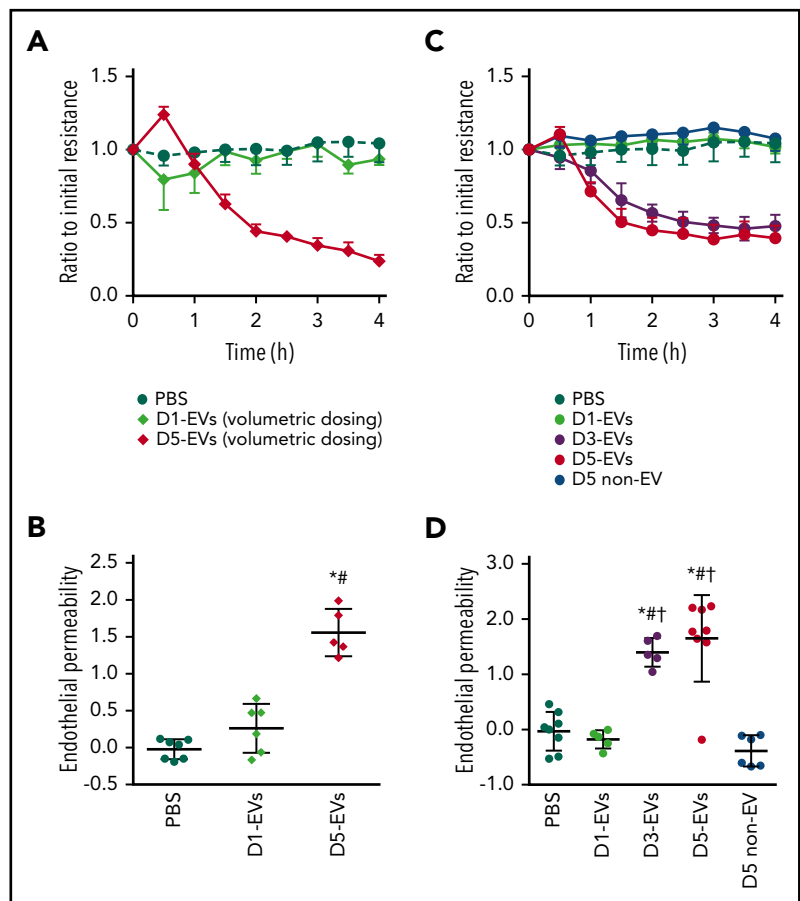 A
Ratio to initial resistance
1.5
1.0
0.5
0.0
0 1 2 3 4
Time (h)
PBS
D1-EVs (volumetric dosing)
D5-EVs (volumetric dosing)
C
Ratio to initial resistance
1.5
1.0
0.5
0.0
0 1 2 3 4
Time (h)
PBS
D1-EVs
D3-EVs
D5-EVs
D5 non-EV
B
Endothelial permeability
2.5
2.0
1.5
1.0
0.5
0.0
-0.5
*#
PBS
D1-EVs
D5-EVs
D
Endothelial permeability
3.0
2.0
1.0
0.0
-1.0
*#†
*#†
PBS
D1-EVs
D3-EVs
D5-EVs
D5 non-EV